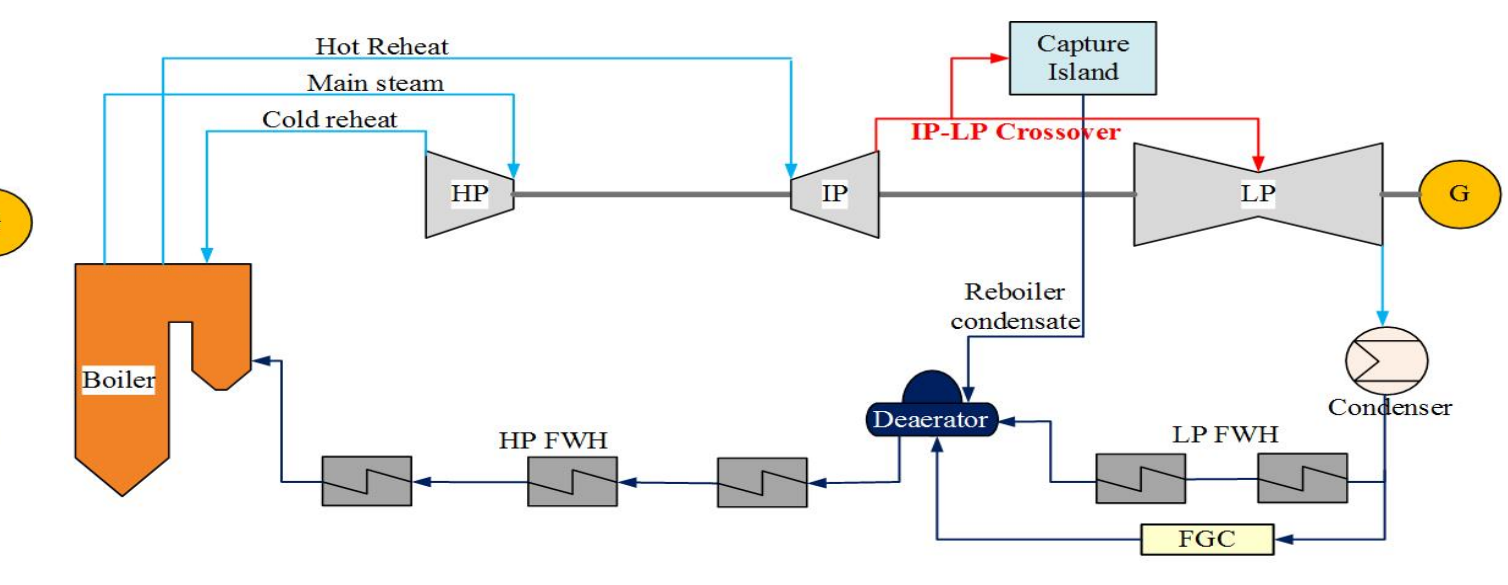 Hot Reheat
Main steam
Cold reheat
Capture
Island
IP-LP Crossover
HP
IP
LP
G
Reboiler
condensate
Boiler
Condenser
Deaerator
HP FWH
LP FWH
FGC